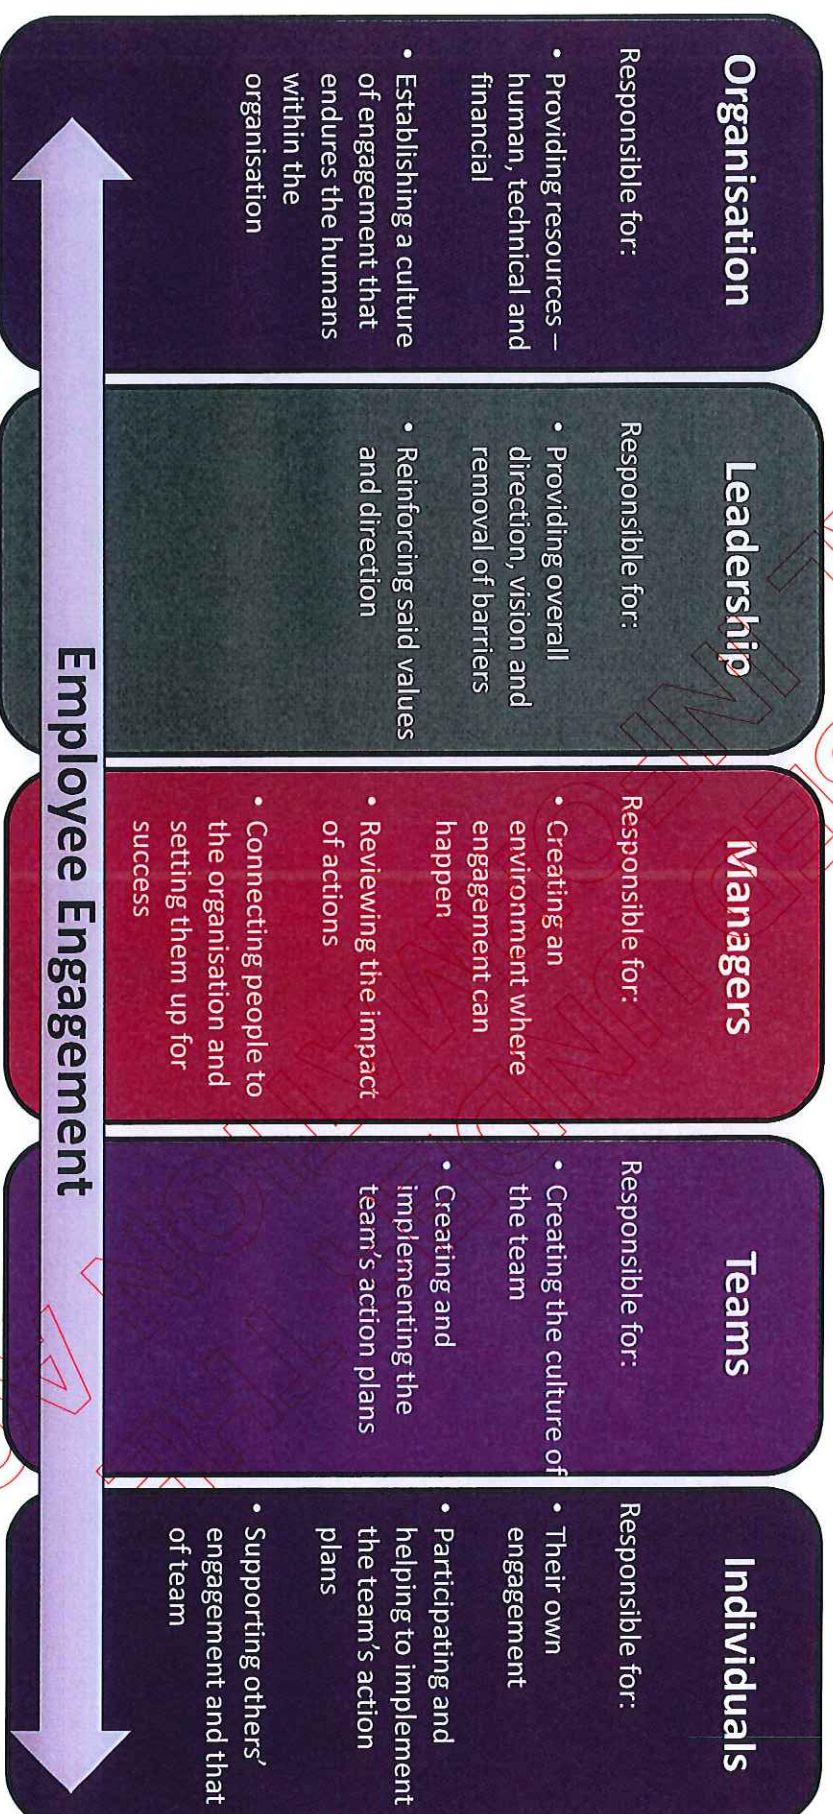 Organisation
Responsible for:
• Providing resources –
human, technical and
financial
• Establishing a culture
of engagement that
endures the humans
within the
organisation
Leadership
Responsible for:
• Providing overall
direction, vision and
removal of barriers
• Reinforcing said values
and direction
Managers
Responsible for:
• Creating an
environment where
engagement can
happen
• Reviewing the impact
of actions
• Connecting people to
the organisation and
setting them up for
success
Teams
Responsible for:
• Creating the culture of
the team
• Creating and
implementing the
team's action plans
Individuals
Responsible for:
• Their own
engagement
• Participating and
helping to implement
the team's action
plans
• Supporting others'
engagement and that
of team
Employee Engagement